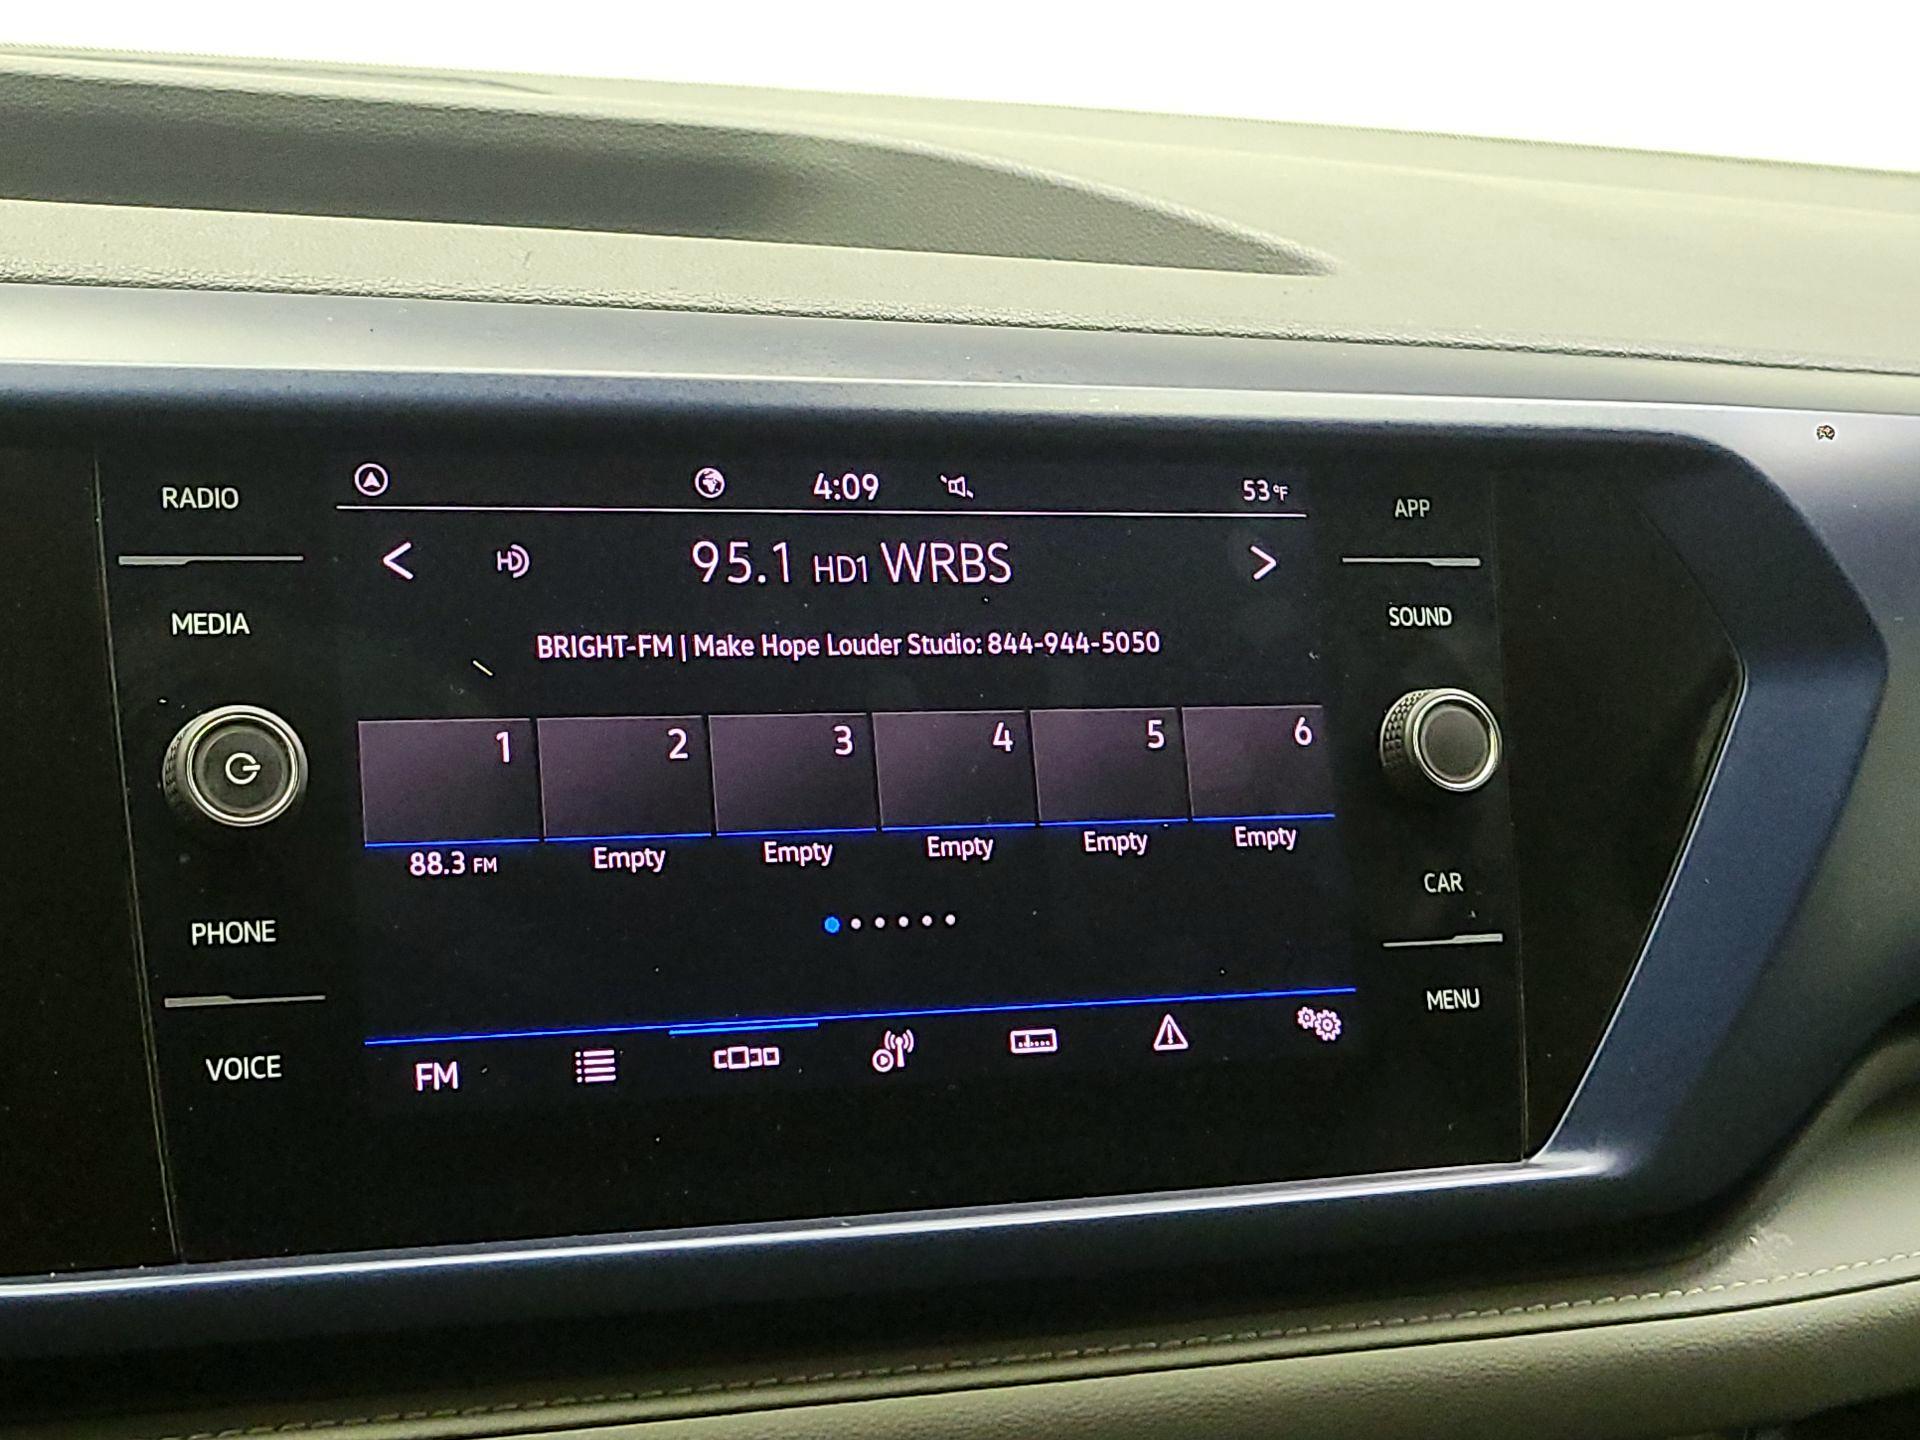 RADIO
MEDIA
PHONE
VOICE
4:09
53°F
HD
95.1 HD1 WRBS
BRIGHT-FM | Make Hope Louder Studio: 844-944-5050
1 2 3 4 5 6
88.3 FM Empty Empty Empty Empty Empty
FM
APP
SOUND
CAR
MENU